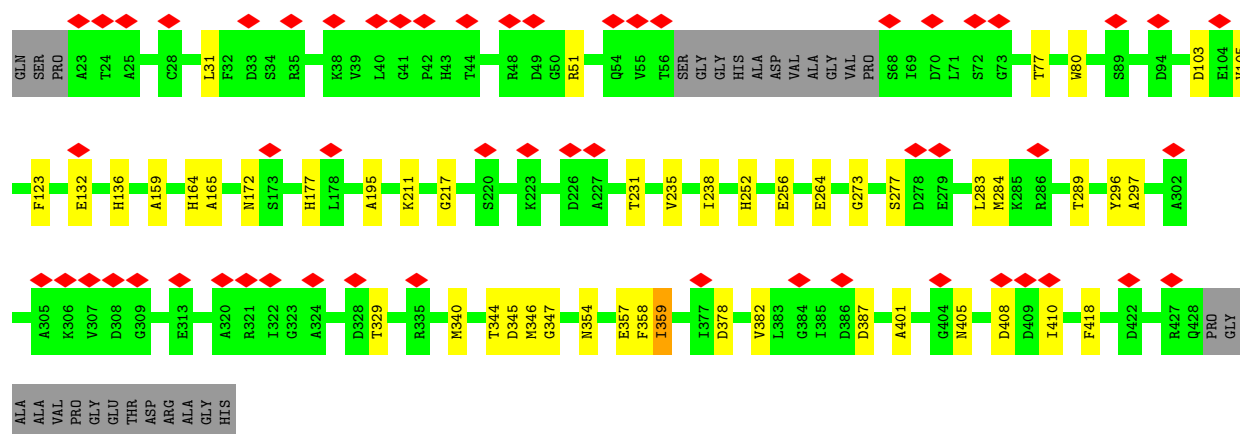 GLN SER PRO A23 T24 A25 C28 L31 F32 D33 S34 R35 K38 V39 L40 G41 P42 H43 T44 R48 D49 G50 R51 Q54 V55 T56 SER GLY GLY HIS ALA ASP VAL ALA GLY VAL PRO S68 I69 D70 L71 S72 G73 T77 W80 S89 D94 D103 E104 V105
F123 E132 H136 A159 H164 A165 N172 S173 H177 L178 A195 K211 G217 S220 K223 D226 A227 T231 V235 I238 H252 E256 E264 G273 S277 D278 E279 L283 M284 K285 R286 T289 Y296 A297 A302
A305 K306 V307 D308 G309 E313 A320 R321 I322 G323 A324 D328 T329 R335 M340 T344 D345 M346 G347 N354 E357 F358 I359 I377 D378 V382 L383 G384 I385 D386 D387 A401 G404 N405 D408 D409 I410 F418 D422 R427 Q428 PRO GLY
ALA ALA VAL PRO GLY GLU THR ASP ARG ALA GLY HIS